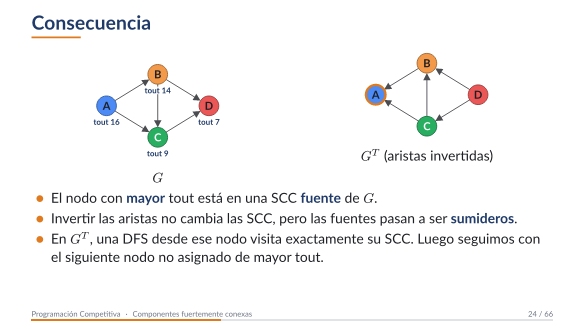 Consecuencia
B
tout 14
A
tout 16
D
tout 7
C
tout 9
G
B
A
D
C
G^T (aristas invertidas)
El nodo con mayor tout está en una SCC fuente de G.
Invertir las aristas no cambia las SCC, pero las fuentes pasan a ser sumideros.
En G^T, una DFS desde ese nodo visita exactamente su SCC. Luego seguimos con
el siguiente nodo no asignado de mayor tout.
Programación Competitiva · Componentes fuertemente conexas
24 / 66